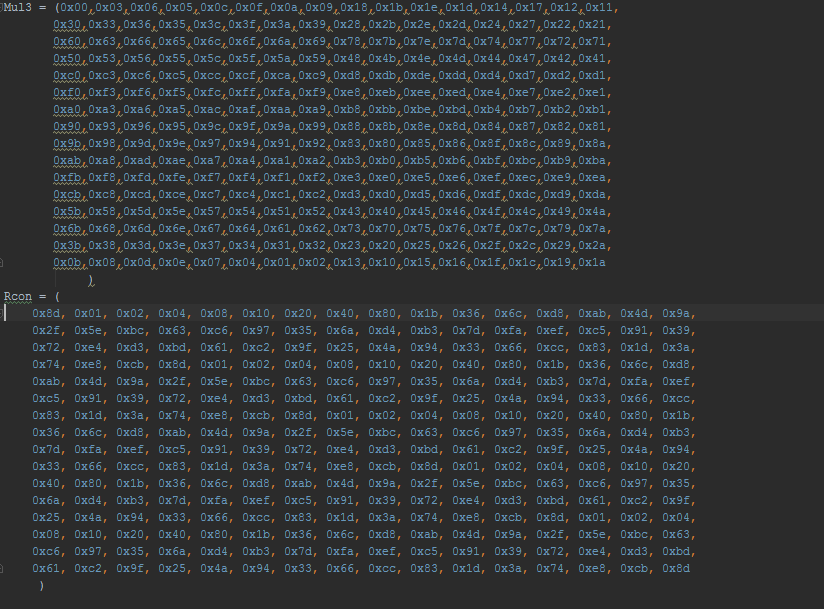 Mul3 = (0x00,0x03,0x06,0x05,0x0c,0x0f,0x0a,0x09,0x18,0x1b,0x1e,0x1d,0x14,0x17,0x12,0x11,
0x30,0x33,0x36,0x35,0x3c,0x3f,0x3a,0x39,0x28,0x2b,0x2e,0x2d,0x24,0x27,0x22,0x21,
0x60,0x63,0x66,0x65,0x6c,0x6f,0x6a,0x69,0x78,0x7b,0x7e,0x7d,0x74,0x77,0x72,0x71,
0x50,0x53,0x56,0x55,0x5c,0x5f,0x5a,0x59,0x48,0x4b,0x4e,0x4d,0x44,0x47,0x42,0x41,
0xc0,0xc3,0xc6,0xc5,0xcc,0xcf,0xca,0xc9,0xd8,0xdb,0xde,0xdd,0xd4,0xd7,0xd2,0xd1,
0xf0,0xf3,0xf6,0xf5,0xfc,0xff,0xfa,0xf9,0xe8,0xeb,0xee,0xed,0xe4,0xe7,0xe2,0xe1,
0xa0,0xa3,0xa6,0xa5,0xac,0xaf,0xaa,0xa9,0xb8,0xbb,0xbe,0xbd,0xb4,0xb7,0xb2,0xb1,
0x90,0x93,0x96,0x95,0x9c,0x9f,0x9a,0x99,0x88,0x8b,0x8e,0x8d,0x84,0x87,0x82,0x81,
0x9b,0x98,0x9d,0x9e,0x97,0x94,0x91,0x92,0x83,0x80,0x85,0x86,0x8f,0x8c,0x89,0x8a,
0xab,0xa8,0xad,0xae,0xa7,0xa4,0xa1,0xa2,0xb3,0xb0,0xb5,0xb6,0xbf,0xbc,0xb9,0xba,
0xfb,0xf8,0xfd,0xfe,0xf7,0xf4,0xf1,0xf2,0xe3,0xe0,0xe5,0xe6,0xef,0xec,0xe9,0xea,
0xcb,0xc8,0xcd,0xce,0xc7,0xc4,0xc1,0xc2,0xd3,0xd0,0xd5,0xd6,0xdf,0xdc,0xd9,0xda,
0x5b,0x58,0x5d,0x5e,0x57,0x54,0x51,0x52,0x43,0x40,0x45,0x46,0x4f,0x4c,0x49,0x4a,
0x6b,0x68,0x6d,0x6e,0x67,0x64,0x61,0x62,0x73,0x70,0x75,0x76,0x7f,0x7c,0x79,0x7a,
0x3b,0x38,0x3d,0x3e,0x37,0x34,0x31,0x32,0x23,0x20,0x25,0x26,0x2f,0x2c,0x29,0x2a,
0x0b,0x08,0x0d,0x0e,0x07,0x04,0x01,0x02,0x13,0x10,0x15,0x16,0x1f,0x1c,0x19,0x1a
)
Rcon = (
0x8d, 0x01, 0x02, 0x04, 0x08, 0x10, 0x20, 0x40, 0x80, 0x1b, 0x36, 0x6c, 0xd8, 0xab, 0x4d, 0x9a,
0x2f, 0x5e, 0xbc, 0x63, 0xc6, 0x97, 0x35, 0x6a, 0xd4, 0xb3, 0x7d, 0xfa, 0xef, 0xc5, 0x91, 0x39,
0x72, 0xe4, 0xd3, 0xbd, 0x61, 0xc2, 0x9f, 0x25, 0x4a, 0x94, 0x33, 0x66, 0xcc, 0x83, 0x1d, 0x3a,
0x74, 0xe8, 0xcb, 0x8d, 0x01, 0x02, 0x04, 0x08, 0x10, 0x20, 0x40, 0x80, 0x1b, 0x36, 0x6c, 0xd8,
0xab, 0x4d, 0x9a, 0x2f, 0x5e, 0xbc, 0x63, 0xc6, 0x97, 0x35, 0x6a, 0xd4, 0xb3, 0x7d, 0xfa, 0xef,
0xc5, 0x91, 0x39, 0x72, 0xe4, 0xd3, 0xbd, 0x61, 0xc2, 0x9f, 0x25, 0x4a, 0x94, 0x33, 0x66, 0xcc,
0x83, 0x1d, 0x3a, 0x74, 0xe8, 0xcb, 0x8d, 0x01, 0x02, 0x04, 0x08, 0x10, 0x20, 0x40, 0x80, 0x1b,
0x36, 0x6c, 0xd8, 0xab, 0x4d, 0x9a, 0x2f, 0x5e, 0xbc, 0x63, 0xc6, 0x97, 0x35, 0x6a, 0xd4, 0xb3,
0x7d, 0xfa, 0xef, 0xc5, 0x91, 0x39, 0x72, 0xe4, 0xd3, 0xbd, 0x61, 0xc2, 0x9f, 0x25, 0x4a, 0x94,
0x33, 0x66, 0xcc, 0x83, 0x1d, 0x3a, 0x74, 0xe8, 0xcb, 0x8d, 0x01, 0x02, 0x04, 0x08, 0x10, 0x20,
0x40, 0x80, 0x1b, 0x36, 0x6c, 0xd8, 0xab, 0x4d, 0x9a, 0x2f, 0x5e, 0xbc, 0x63, 0xc6, 0x97, 0x35,
0x6a, 0xd4, 0xb3, 0x7d, 0xfa, 0xef, 0xc5, 0x91, 0x39, 0x72, 0xe4, 0xd3, 0xbd, 0x61, 0xc2, 0x9f,
0x25, 0x4a, 0x94, 0x33, 0x66, 0xcc, 0x83, 0x1d, 0x3a, 0x74, 0xe8, 0xcb, 0x8d, 0x01, 0x02, 0x04,
0x08, 0x10, 0x20, 0x40, 0x80, 0x1b, 0x36, 0x6c, 0xd8, 0xab, 0x4d, 0x9a, 0x2f, 0x5e, 0xbc, 0x63,
0xc6, 0x97, 0x35, 0x6a, 0xd4, 0xb3, 0x7d, 0xfa, 0xef, 0xc5, 0x91, 0x39, 0x72, 0xe4, 0xd3, 0xbd,
0x61, 0xc2, 0x9f, 0x25, 0x4a, 0x94, 0x33, 0x66, 0xcc, 0x83, 0x1d, 0x3a, 0x74, 0xe8, 0xcb, 0x8d
)